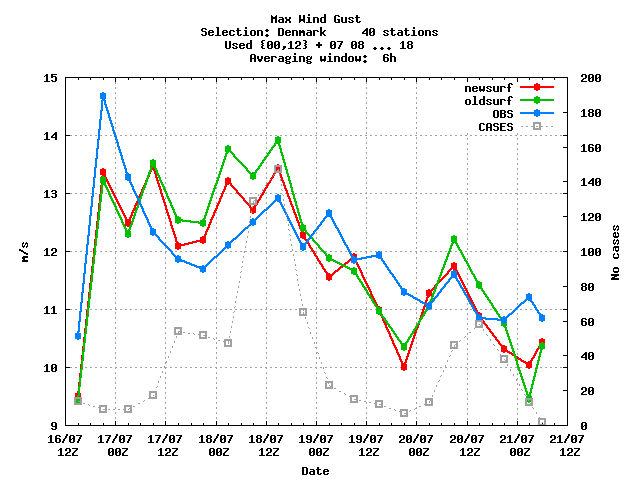 Max Wind Gust
Selection: Denmark     40 stations
Used {00,12} + 07 08 ... 18
Averaging window:  6h
newsurf
oldsurf
OBS
CASES
15
14
13
12
11
10
9
m/s
200
180
160
140
120
100
80
60
40
20
0
No cases
16/07 17/07 17/07 18/07 18/07 19/07 19/07 20/07 20/07 21/07 21/07
12Z 00Z 12Z 00Z 12Z 00Z 12Z 00Z 12Z 00Z 12Z
Date